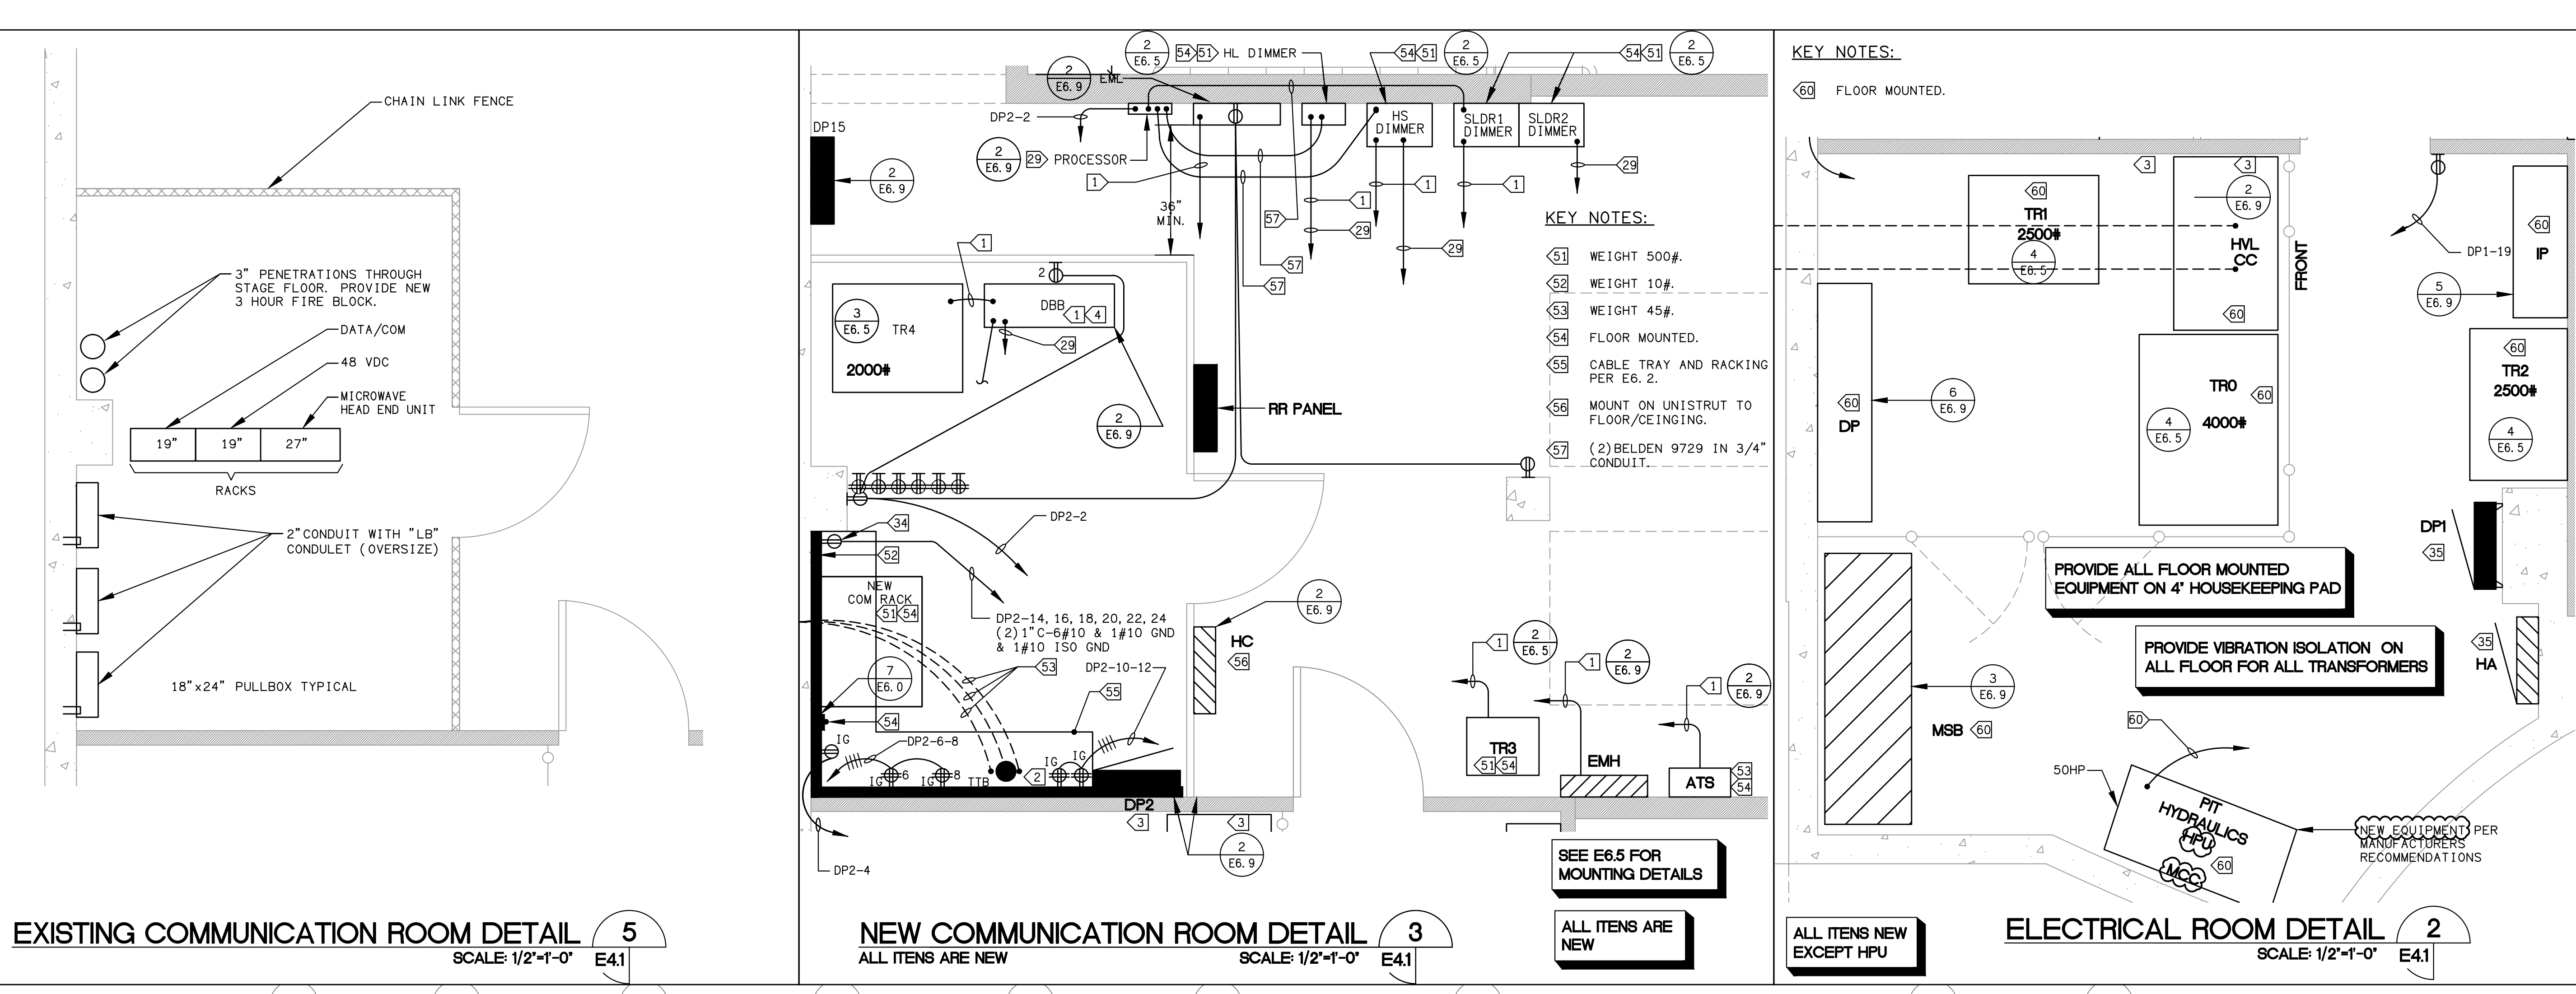 CHAIN LINK FENCE
3" PENETRATIONS THROUGH
STAGE FLOOR. PROVIDE NEW
3 HOUR FIRE BLOCK.
DATA/COM
48 VDC
MICROWAVE
HEAD END UNIT
19" 19" 27"
RACKS
2"CONDUIT WITH "LB"
CONDULET (OVERSIZE)
18"x24" PULLBOX TYPICAL
EXISTING COMMUNICATION ROOM DETAIL 5
SCALE: 1/2"=1'-0" E4.1
2
E6.5
54 51 HL DIMMER
54 51
2
E6.5
54 51
2
E6.5
2
E6.9
EML
DP2-2
DP15
2
E6.9
2
E6.9
29 PROCESSOR
HS
DIMMER
SLDR1
DIMMER
SLDR2
DIMMER
1
36"
MIN.
57
1
29
1
29
1
29
57
57
KEY NOTES:
51 WEIGHT 500#.
52 WEIGHT 10#.
53 WEIGHT 45#.
54 FLOOR MOUNTED.
55 CABLE TRAY AND RACKING
PER E6.2.
56 MOUNT ON UNISTRUT TO
FLOOR/CEINGING.
57 (2)BELDEN 9729 IN 3/4"
CONDUIT.
1
2
3
E6.5
TR4
2000#
DBB
1 4
29
2
E6.9
RR PANEL
34
DP2-2
52
NEW
COM RACK
51 54
DP2-14, 16, 18, 20, 22, 24
(2)1"C-6#10 & 1#10 GND
& 1#10 ISO GND
53
DP2-10-12
55
7
E6.0
54
IG
DP2-6-8
IG 6
IG 8
TTB
2
IG IG
DP2
3
3
2
E6.9
DP2-4
2
E6.9
HC
56
1
2
E6.5
1
2
E6.9
1
2
E6.9
TR3
51 54
EMH
ATS
53
54
SEE E6.5 FOR
MOUNTING DETAILS
ALL ITENS ARE
NEW
NEW COMMUNICATION ROOM DETAIL 3
ALL ITENS ARE NEW SCALE: 1/2"=1'-0" E4.1
KEY NOTES:
60 FLOOR MOUNTED.
60
TR1
2500#
4
E6.5
3
3
2
E6.9
HVL
CC
60
FRONT
DP1-19
60
IP
5
E6.9
60
DP
6
E6.9
TR0
60
4000#
4
E6.5
60
TR2
2500#
4
E6.5
DP1
35
PROVIDE ALL FLOOR MOUNTED
EQUIPMENT ON 4" HOUSEKEEPING PAD
PROVIDE VIBRATION ISOLATION ON
ALL FLOOR FOR ALL TRANSFORMERS
35
HA
3
E6.9
MSB 60
60
50HP
PIT
HYDRAULICS
HPU
60
MCC
NEW EQUIPMENT PER
MANUFACTURERS
RECOMMENDATIONS
ALL ITENS NEW
EXCEPT HPU
ELECTRICAL ROOM DETAIL 2
SCALE: 1/2"=1'-0" E4.1